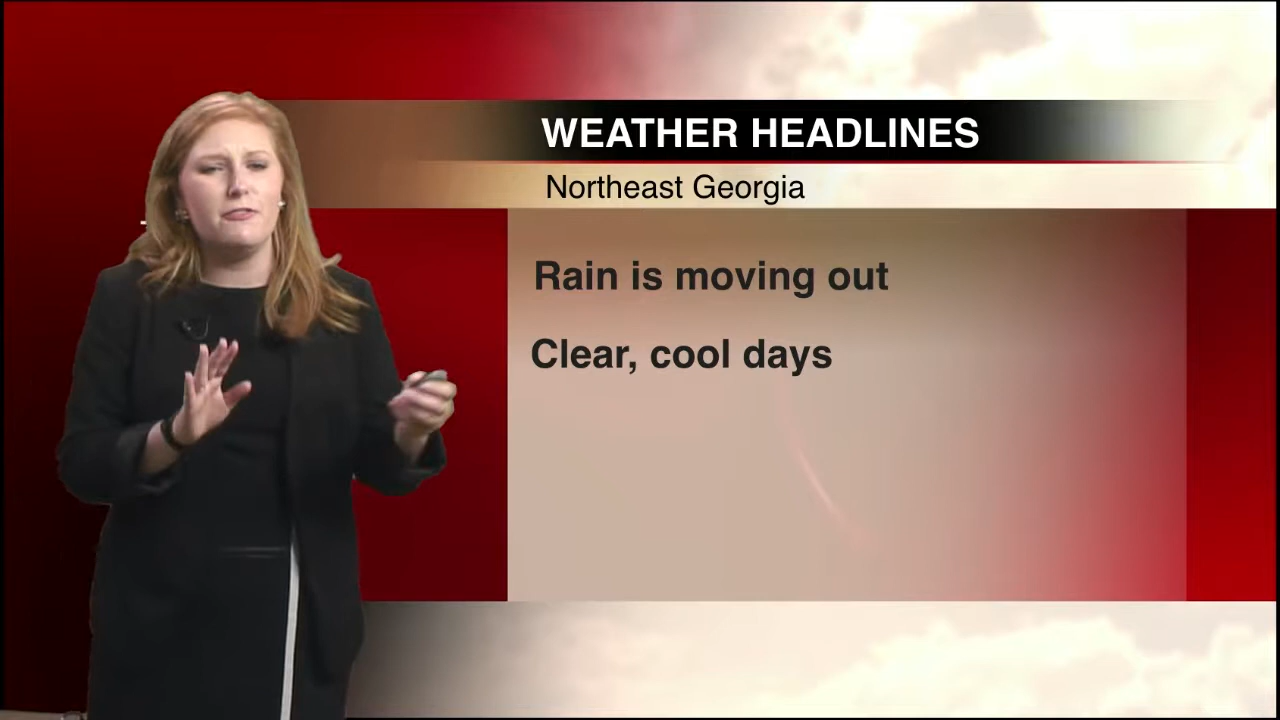 WEATHER HEADLINES
Northeast Georgia
Rain is moving out
Clear, cool days